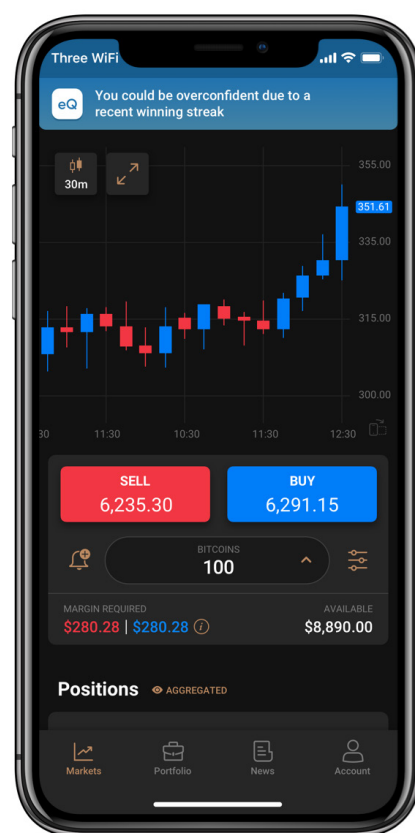 Three WiFi
eQ
You could be overconfident due to a
recent winning streak
30m
355.00
351.61
335.00
315.00
300.00
30
11:30
10:30
11:30
12:30
SELL
6,235.30
BUY
6,291.15
BITCOINS
100
MARGIN REQUIRED
AVAILABLE
$280.28 | $280.28
$8,890.00
Positions
AGGREGATED
Markets
Portfolio
News
Account